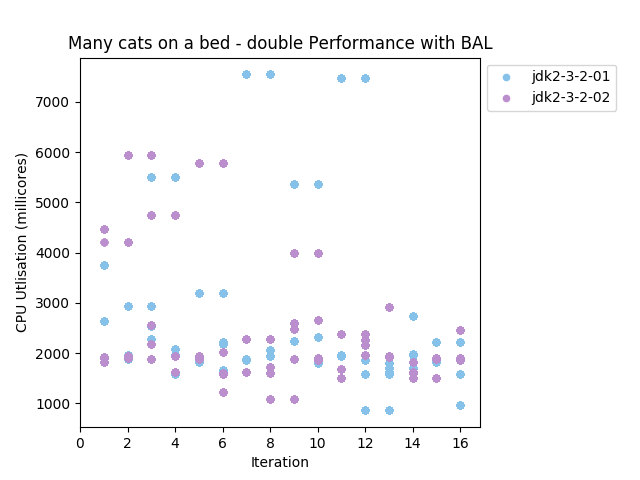 Many cats on a bed - double Performance with BAL
jdk2-3-2-01
jdk2-3-2-02
CPU Utlisation (millicores)
7000
6000
5000
4000
3000
2000
1000
0 2 4 6 8 10 12 14 16
Iteration